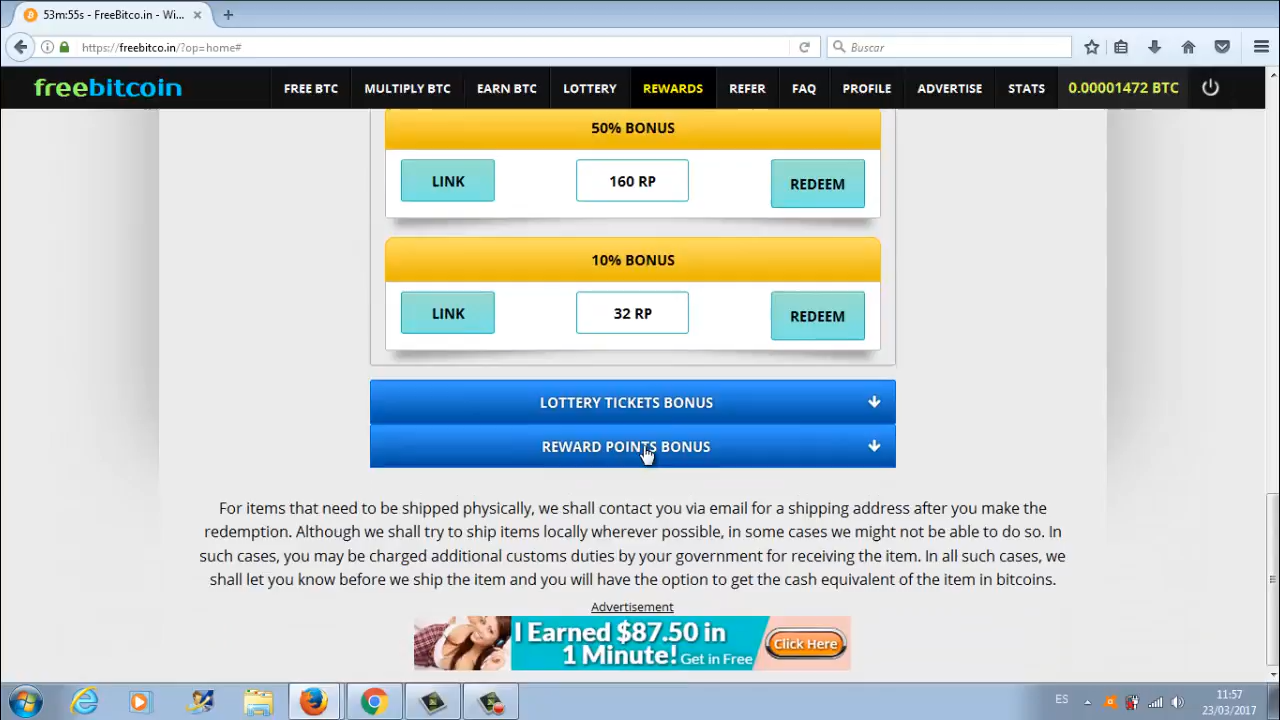 53m:55s - FreeBitco.in - Wi...
https://freebitco.in/?op=home#
Buscar
freebitcoin
FREE BTC
MULTIPLY BTC
EARN BTC
LOTTERY
REWARDS
REFER
FAQ
PROFILE
ADVERTISE
STATS
0.00001472 BTC
50% BONUS
LINK
160 RP
REDEEM
10% BONUS
LINK
32 RP
REDEEM
LOTTERY TICKETS BONUS
REWARD POINTS BONUS
For items that need to be shipped physically, we shall contact you via email for a shipping address after you make the
redemption. Although we shall try to ship items locally wherever possible, in some cases we might not be able to do so. In
such cases, you may be charged additional customs duties by your government for receiving the item. In all such cases, we
shall let you know before we ship the item and you will have the option to get the cash equivalent of the item in bitcoins.
Advertisement
I Earned $87.50 in
1 Minute! Get in Free
Click Here
ES
11:57
23/03/2017